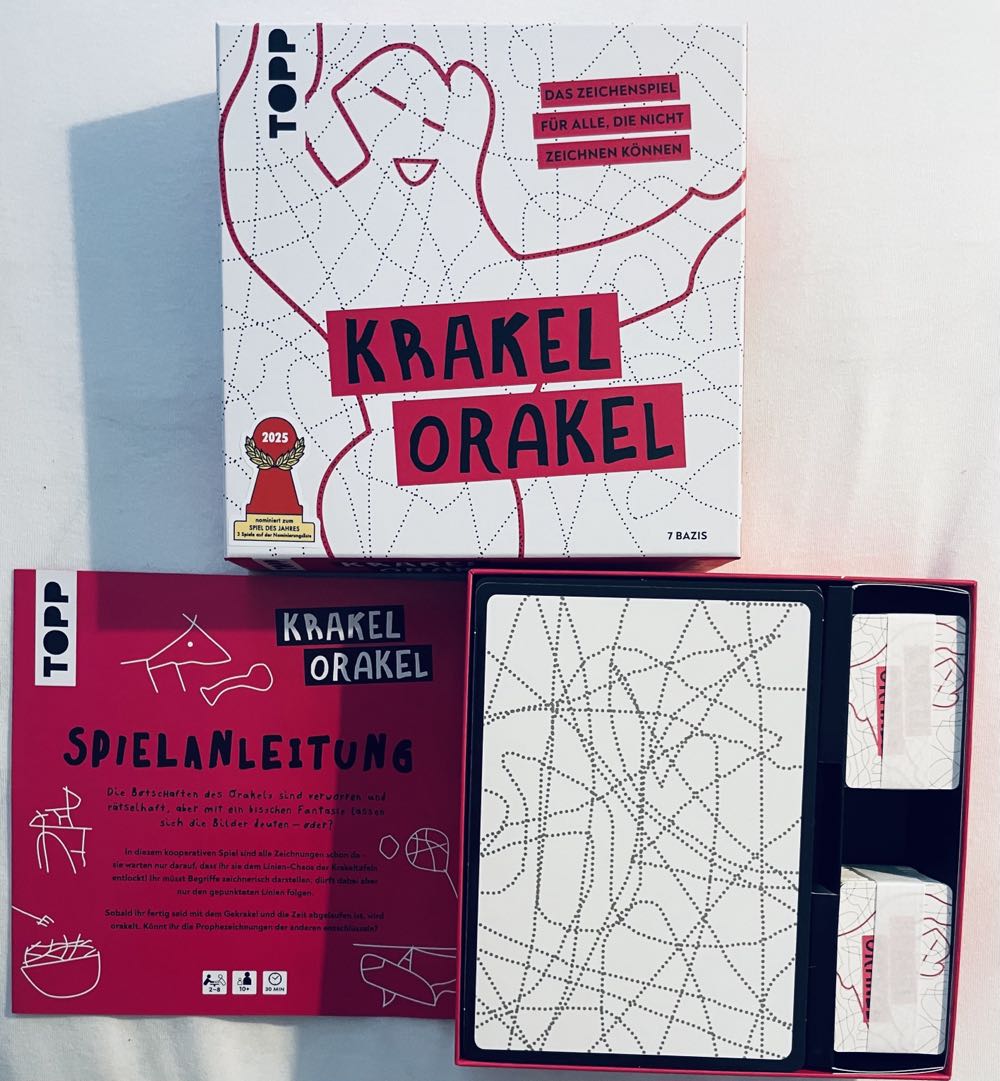 TOPP
DAS ZEICHENSPIEL
FÜR ALLE, DIE NICHT
ZEICHNEN KÖNNEN
KRAKEL
ORAKEL
2025
nominiert zum
SPIEL DES JAHRES
3 Spiele auf der Nominierungsliste
7 BAZIS
TOPP
KRAKEL
ORAKEL
SPIELANLEITUNG
Die Botschaften des Orakels sind verworren und
rätselhaft, aber mit ein bisschen Fantasie lassen
sich die Bilder deuten – oder?
In diesem kooperativen Spiel sind alle Zeichnungen schon da –
sie warten nur darauf, dass ihr sie dem Linien-Chaos der Krakeltafeln
entlockt! Ihr müsst Begriffe zeichnerisch darstellen, dürft dabei aber
nur den gepunkteten Linien folgen.
Sobald ihr fertig seid mit dem Gekrakel und die Zeit abgelaufen ist, wird
orakelt. Könnt ihr die Prophezeichnungen der anderen entschlüsseln?
2–8
10+
30 MIN